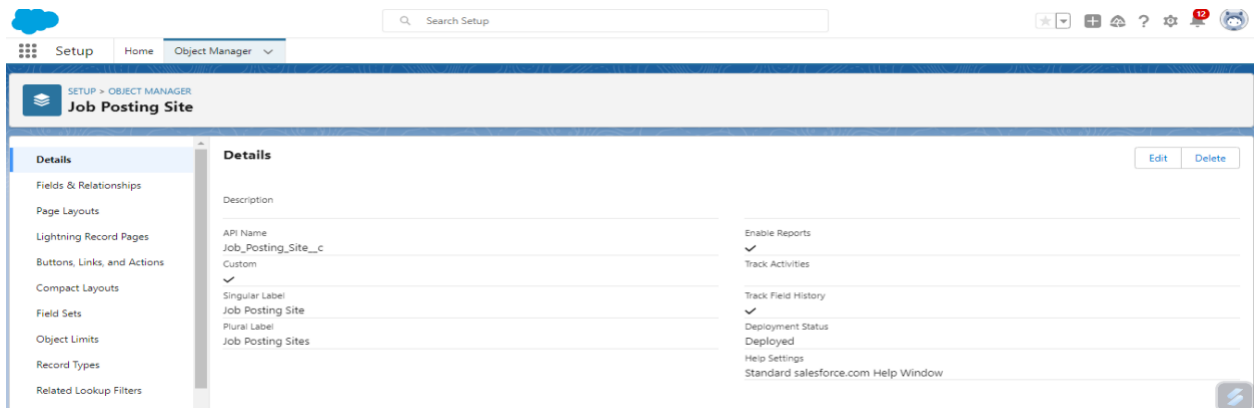 Search Setup
12
Setup
Home
Object Manager
SETUP > OBJECT MANAGER
Job Posting Site
Details
Fields & Relationships
Page Layouts
Lightning Record Pages
Buttons, Links, and Actions
Compact Layouts
Field Sets
Object Limits
Record Types
Related Lookup Filters
Details
Edit
Delete
Description
API Name
Job_Posting_Site__c
Custom
Singular Label
Job Posting Site
Plural Label
Job Posting Sites
Enable Reports
Track Activities
Track Field History
Deployment Status
Deployed
Help Settings
Standard salesforce.com Help Window